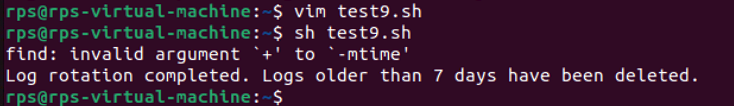 rps@rps-virtual-machine:~$ vim test9.sh
rps@rps-virtual-machine:~$ sh test9.sh
find: invalid argument `+' to `-mtime'
Log rotation completed. Logs older than 7 days have been deleted.
rps@rps-virtual-machine:~$